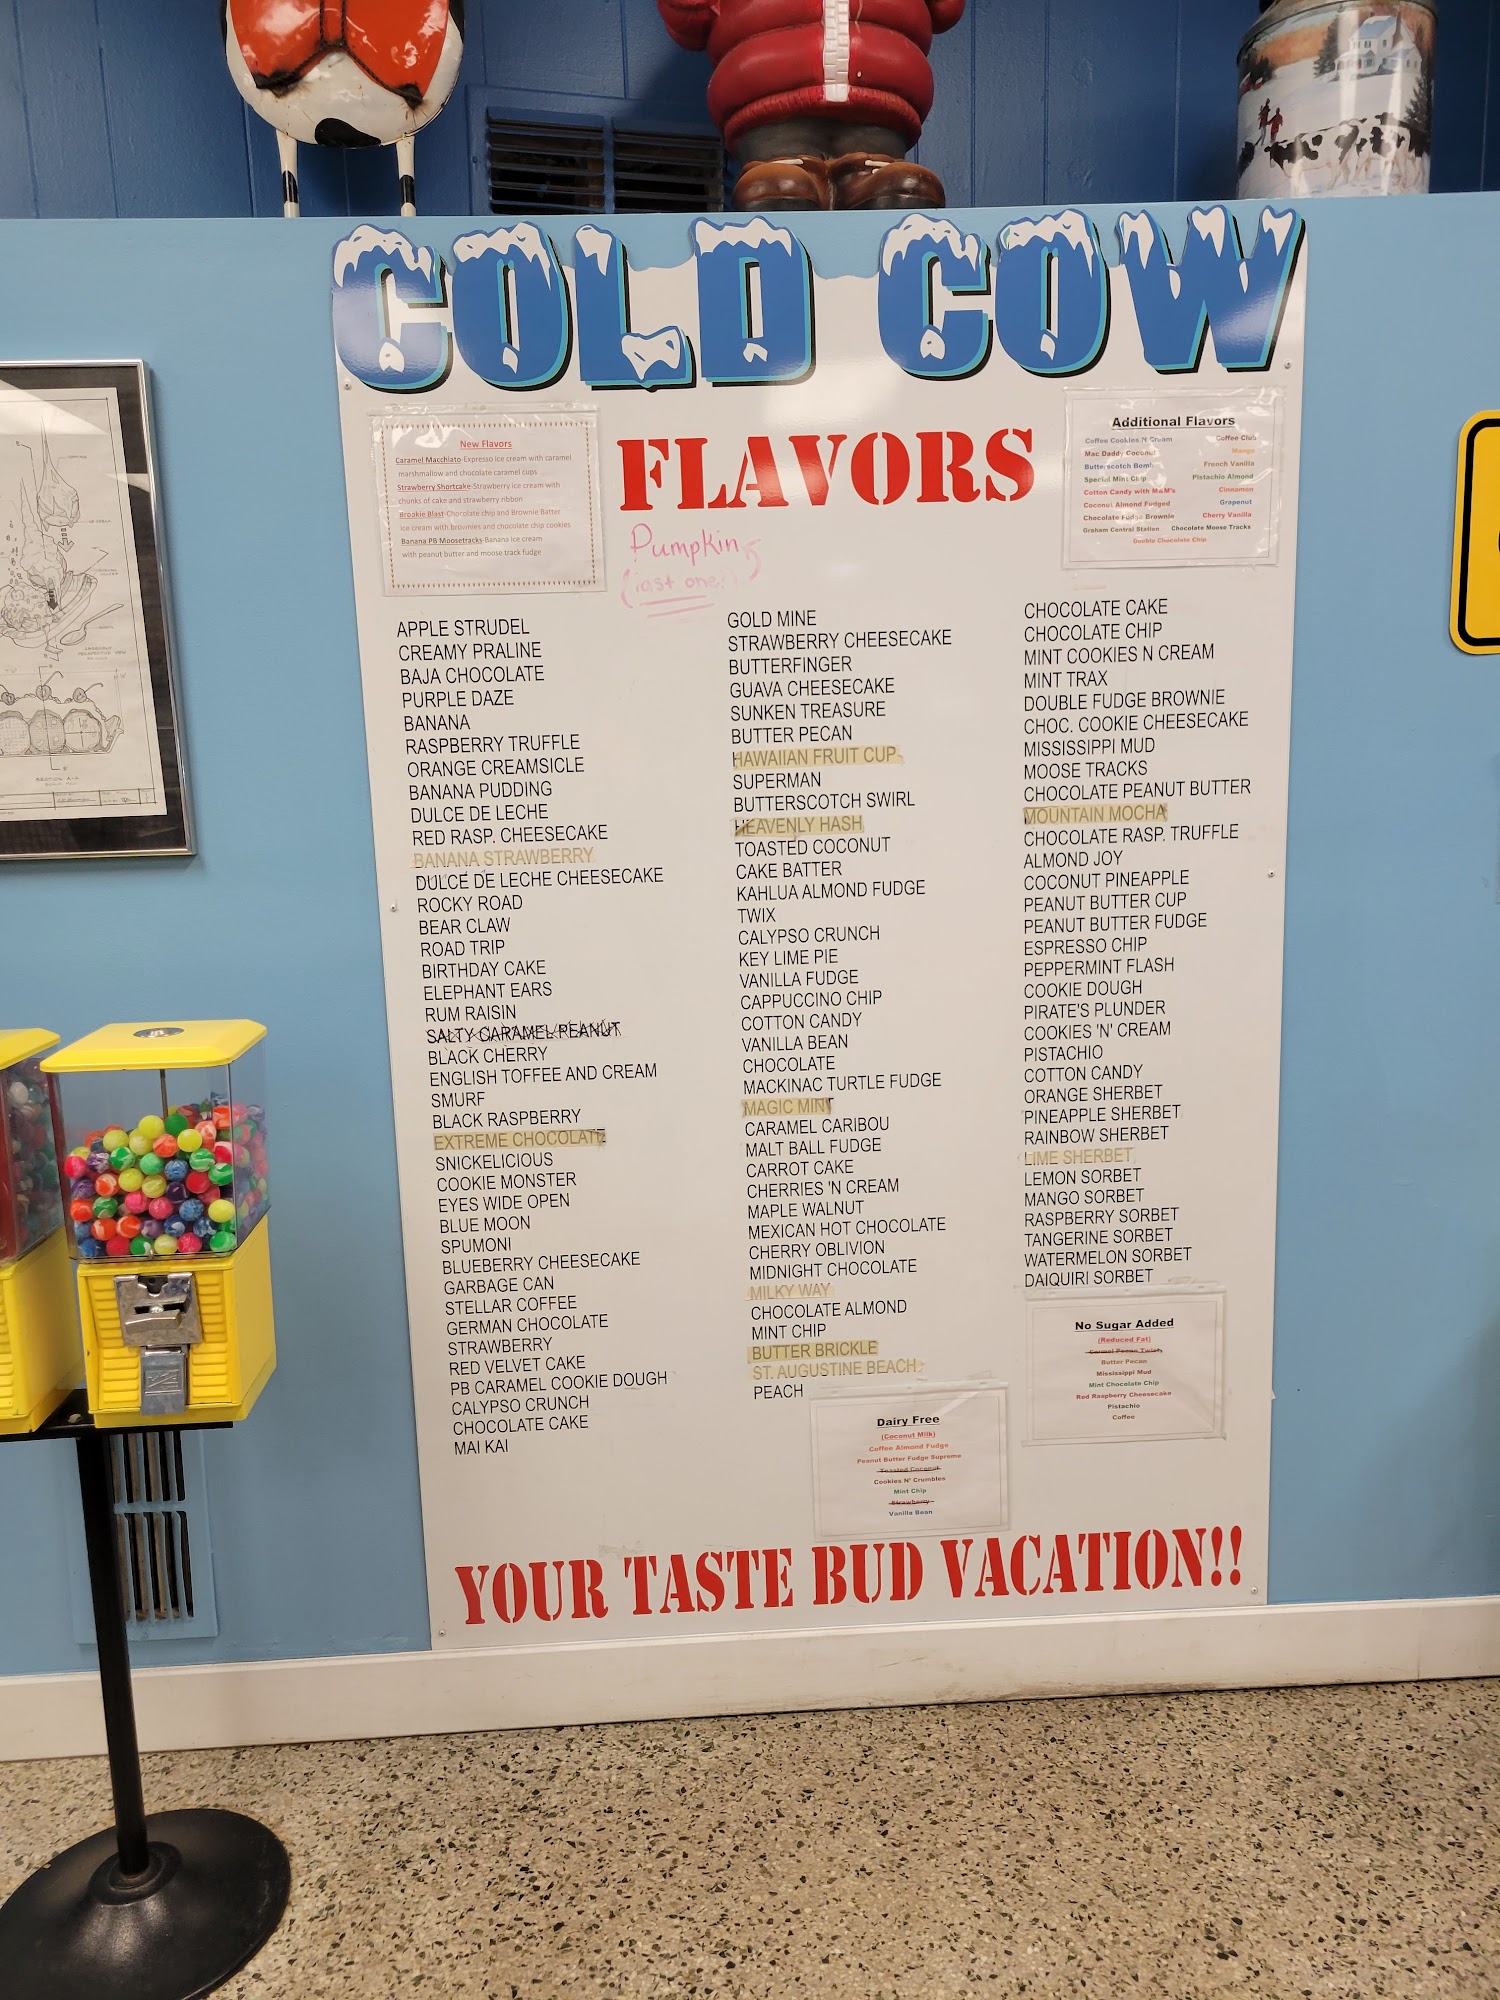 COLD COW
FLAVORS
New Flavors
Caramel Macchiato-Expresso ice cream with caramel
marshmallow and chocolate caramel cups
Strawberry Shortcake-Strawberry ice cream with
chunks of cake and strawberry ribbon
Brookie Blast-Chocolate chip and Brownie Batter
ice cream with brownies and chocolate chip cookies
Banana PB Moosetracks-Banana ice cream
with peanut butter and moose track fudge
Pumpkin
(last one!)
Additional Flavors
Coffee Cookies N Cream Coffee Club
Mac Daddy Coconut Mango
Butterscotch Bomb French Vanilla
Special Mint Chip Pistachio Almond
Cotton Candy with M&M's Cinnamon
Coconut Almond Fudged Grapenut
Chocolate Fudge Brownie Cherry Vanilla
Graham Central Station Chocolate Moose Tracks
Double Chocolate Chip
APPLE STRUDEL
CREAMY PRALINE
BAJA CHOCOLATE
PURPLE DAZE
BANANA
RASPBERRY TRUFFLE
ORANGE CREAMSICLE
BANANA PUDDING
DULCE DE LECHE
RED RASP. CHEESECAKE
BANANA STRAWBERRY
DULCE DE LECHE CHEESECAKE
ROCKY ROAD
BEAR CLAW
ROAD TRIP
BIRTHDAY CAKE
ELEPHANT EARS
RUM RAISIN
SALTY CARAMEL PEANUT
BLACK CHERRY
ENGLISH TOFFEE AND CREAM
SMURF
BLACK RASPBERRY
EXTREME CHOCOLATE
SNICKELICIOUS
COOKIE MONSTER
EYES WIDE OPEN
BLUE MOON
SPUMONI
BLUEBERRY CHEESECAKE
GARBAGE CAN
STELLAR COFFEE
GERMAN CHOCOLATE
STRAWBERRY
RED VELVET CAKE
PB CARAMEL COOKIE DOUGH
CALYPSO CRUNCH
CHOCOLATE CAKE
MAI KAI
GOLD MINE
STRAWBERRY CHEESECAKE
BUTTERFINGER
GUAVA CHEESECAKE
SUNKEN TREASURE
BUTTER PECAN
HAWAIIAN FRUIT CUP
SUPERMAN
BUTTERSCOTCH SWIRL
HEAVENLY HASH
TOASTED COCONUT
CAKE BATTER
KAHLUA ALMOND FUDGE
TWIX
CALYPSO CRUNCH
KEY LIME PIE
VANILLA FUDGE
CAPPUCCINO CHIP
COTTON CANDY
VANILLA BEAN
CHOCOLATE
MACKINAC TURTLE FUDGE
MAGIC MINT
CARAMEL CARIBOU
MALT BALL FUDGE
CARROT CAKE
CHERRIES 'N CREAM
MAPLE WALNUT
MEXICAN HOT CHOCOLATE
CHERRY OBLIVION
MIDNIGHT CHOCOLATE
MILKY WAY
CHOCOLATE ALMOND
MINT CHIP
BUTTER BRICKLE
ST. AUGUSTINE BEACH
PEACH
CHOCOLATE CAKE
CHOCOLATE CHIP
MINT COOKIES N CREAM
MINT TRAX
DOUBLE FUDGE BROWNIE
CHOC. COOKIE CHEESECAKE
MISSISSIPPI MUD
MOOSE TRACKS
CHOCOLATE PEANUT BUTTER
MOUNTAIN MOCHA
CHOCOLATE RASP. TRUFFLE
ALMOND JOY
COCONUT PINEAPPLE
PEANUT BUTTER CUP
PEANUT BUTTER FUDGE
ESPRESSO CHIP
PEPPERMINT FLASH
COOKIE DOUGH
PIRATE'S PLUNDER
COOKIES 'N' CREAM
PISTACHIO
COTTON CANDY
ORANGE SHERBET
PINEAPPLE SHERBET
RAINBOW SHERBET
LIME SHERBET
LEMON SORBET
MANGO SORBET
RASPBERRY SORBET
TANGERINE SORBET
WATERMELON SORBET
DAIQUIRI SORBET
No Sugar Added
(Reduced Fat)
Carmel Pecan Twist
Butter Pecan
Mississippi Mud
Mint Chocolate Chip
Red Raspberry Cheesecake
Pistachio
Coffee
Dairy Free
(Coconut Milk)
Coffee Almond Fudge
Peanut Butter Fudge Supreme
Toasted Coconut
Cookies N' Crumbles
Mint Chip
Strawberry
Vanilla Bean
YOUR TASTE BUD VACATION!!